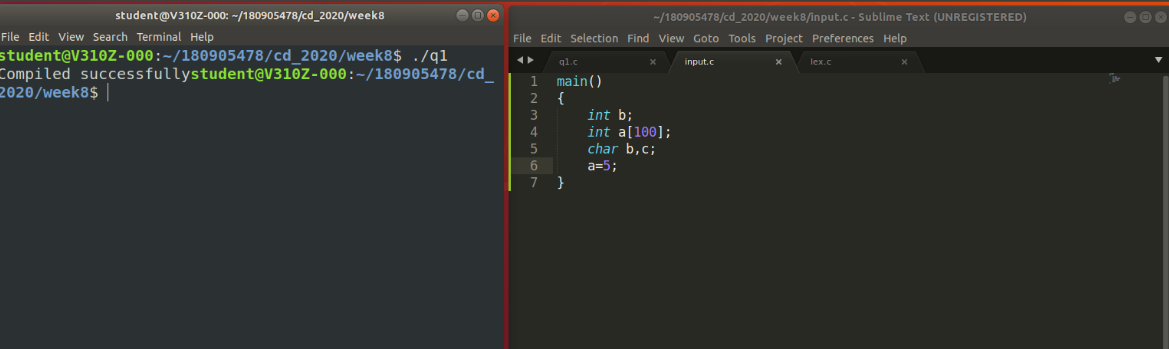 student@V310Z-000: ~/180905478/cd_2020/week8
File Edit View Search Terminal Help
student@V310Z-000:~/180905478/cd_2020/week8$ ./q1
Compiled successfullystudent@V310Z-000:~/180905478/cd_
2020/week8$
~/180905478/cd_2020/week8/input.c - Sublime Text (UNREGISTERED)
File Edit Selection Find View Goto Tools Project Preferences Help
q1.c input.c lex.c
1 main()
2 {
3 int b;
4 int a[100];
5 char b,c;
6 a=5;
7 }